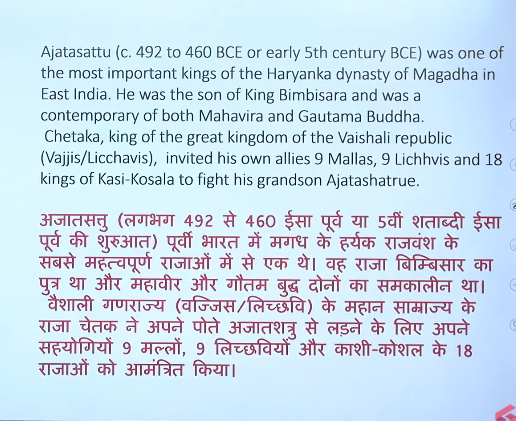 Ajatasattu (c. 492 to 460 BCE or early 5th century BCE) was one of
the most important kings of the Haryanka dynasty of Magadha in
East India. He was the son of King Bimbisara and was a
contemporary of both Mahavira and Gautama Buddha.
Chetaka, king of the great kingdom of the Vaishali republic
(Vajjis/Licchavis), invited his own allies 9 Mallas, 9 Lichhvis and 18
kings of Kasi-Kosala to fight his grandson Ajatashatrue.
अजातसत्तु (लगभग 492 से 460 ईसा पूर्व या 5वीं शताब्दी ईसा
पूर्व की शुरुआत) पूर्वी भारत में मगध के हर्यक राजवंश के
सबसे महत्वपूर्ण राजाओं में से एक थे। वह राजा बिम्बिसार का
पुत्र था और महावीर और गौतम बुद्ध दोनों का समकालीन था।
वैशाली गणराज्य (वज्जिस/लिच्छवि) के महान साम्राज्य के
राजा चेतक ने अपने पोते अजातशत्रु से लड़ने के लिए अपने
सहयोगियों 9 मल्लों, 9 लिच्छवियों और काशी-कोशल के 18
राजाओं को आमंत्रित किया।